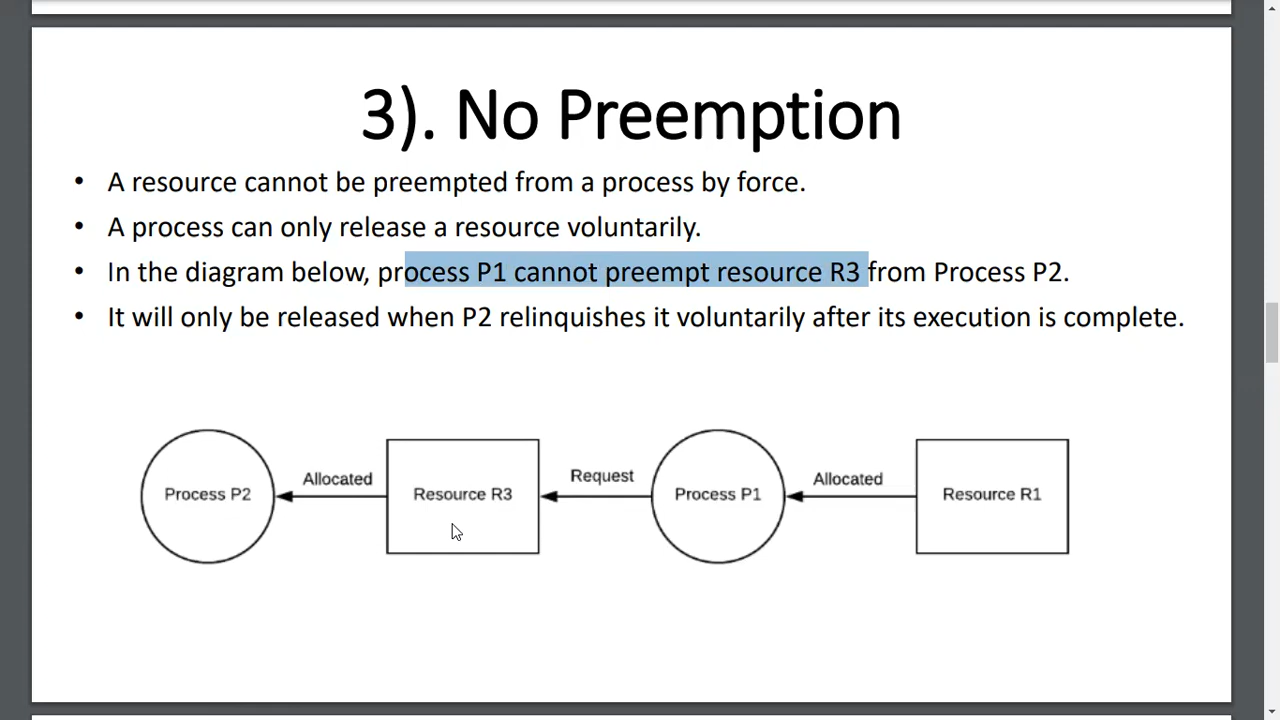 3). No Preemption
• A resource cannot be preempted from a process by force.
• A process can only release a resource voluntarily.
• In the diagram below, process P1 cannot preempt resource R3 from Process P2.
• It will only be released when P2 relinquishes it voluntarily after its execution is complete.
Process P2
Allocated
Resource R3
Request
Process P1
Allocated
Resource R1